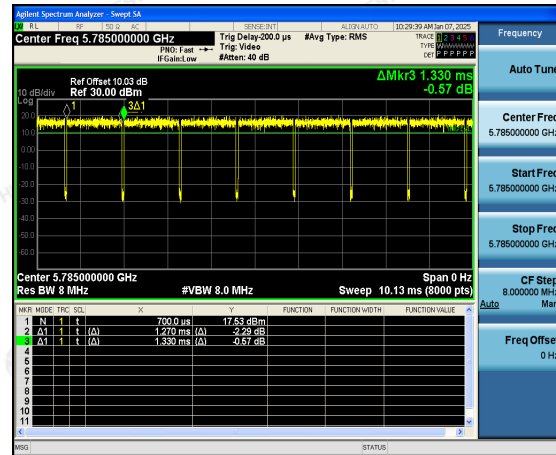 Agilent Spectrum Analyzer - Swept SA
RL RF 50 Ω AC SENSE:INT ALIGNAUTO 10:29:39 AM Jan 07, 2025
Center Freq 5.785000000 GHz
PNO: Fast
IFGain:Low
Trig Delay-200.0 µs
Trig: Video
#Atten: 40 dB
#Avg Type: RMS
TRACE 1 2 3 4 5 6
TYPE
DET P P P P P P
ΔMkr3 1.330 ms
-0.57 dB
Ref Offset 10.03 dB
10 dB/div Ref 30.00 dBm
Log
1
3Δ1
20.0
10.0
0.00
-10.0
-20.0
-30.0
-40.0
-50.0
-60.0
Center 5.785000000 GHz Span 0 Hz
Res BW 8 MHz #VBW 8.0 MHz Sweep 10.13 ms (8000 pts)
MKR MODE TRC SCL X Y FUNCTION FUNCTION WIDTH FUNCTION VALUE
1 N 1 t 700.0 µs 17.53 dBm
2 Δ1 1 t (Δ) 1.270 ms (Δ) -2.29 dB
3 Δ1 1 t (Δ) 1.330 ms (Δ) -0.57 dB
4
5
6
7
8
9
10
11
MSG STATUS
Frequency
Auto Tune
Center Freq
5.785000000 GHz
Start Freq
5.785000000 GHz
Stop Freq
5.785000000 GHz
CF Step
8.000000 MHz
Auto Man
Freq Offset
0 Hz